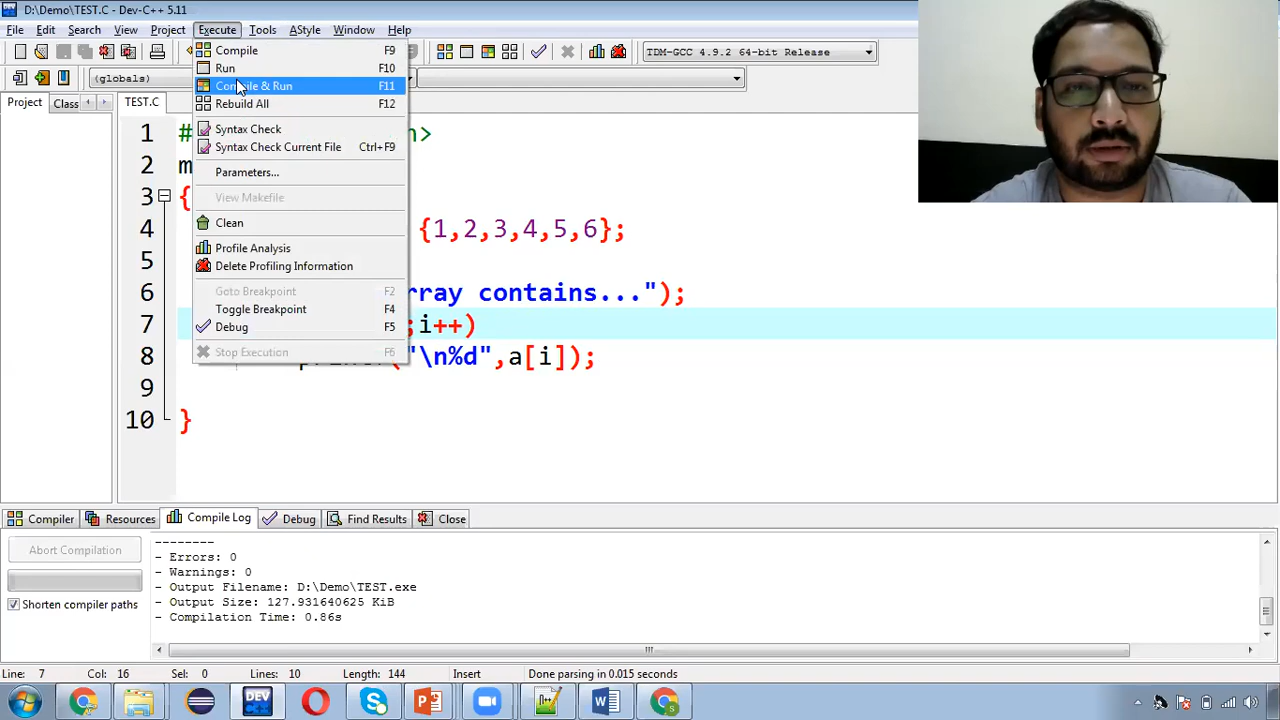 D:\Demo\TEST.C - Dev-C++ 5.11
File Edit Search View Project Execute Tools AStyle Window Help
TDM-GCC 4.9.2 64-bit Release
(globals)
Project Class TEST.C
Compile F9
Run F10
Compile & Run F11
Rebuild All F12
Syntax Check
Syntax Check Current File Ctrl+F9
Parameters...
View Makefile
Clean
Profile Analysis
Delete Profiling Information
Goto Breakpoint F2
Toggle Breakpoint F4
Debug F5
Stop Execution F6
1 # >
2 m
3 {
4 {1,2,3,4,5,6};
5
6 rray contains...");
7 ;i++)
8 "\n%d",a[i]);
9
10 }
Compiler Resources Compile Log Debug Find Results Close
Abort Compilation
Shorten compiler paths
--------
- Errors: 0
- Warnings: 0
- Output Filename: D:\Demo\TEST.exe
- Output Size: 127.931640625 KiB
- Compilation Time: 0.86s
Line: 7 Col: 16 Sel: 0 Lines: 10 Length: 144 Insert Done parsing in 0.015 seconds
DEV C++